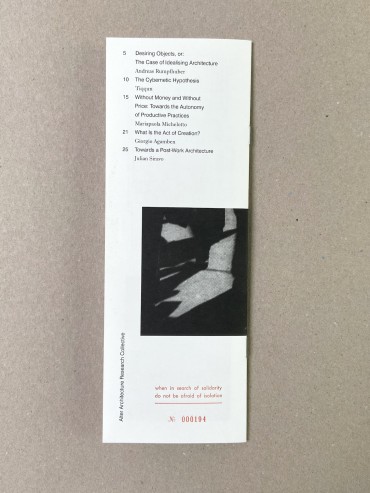 5 Desiring Objects, or:
The Case of Idealising Architecture
Andreas Rumpfhuber
10 The Cybernetic Hypothesis
Tiqqun
15 Without Money and Without
Price: Towards the Autonomy
of Productive Practices
Mariapaola Michelotto
21 What Is the Act of Creation?
Giorgio Agamben
25 Towards a Post-Work Architecture
Julian Siravo
Alter Architecture Research Collective
when in search of solidarity
do not be afraid of isolation
№ 000194